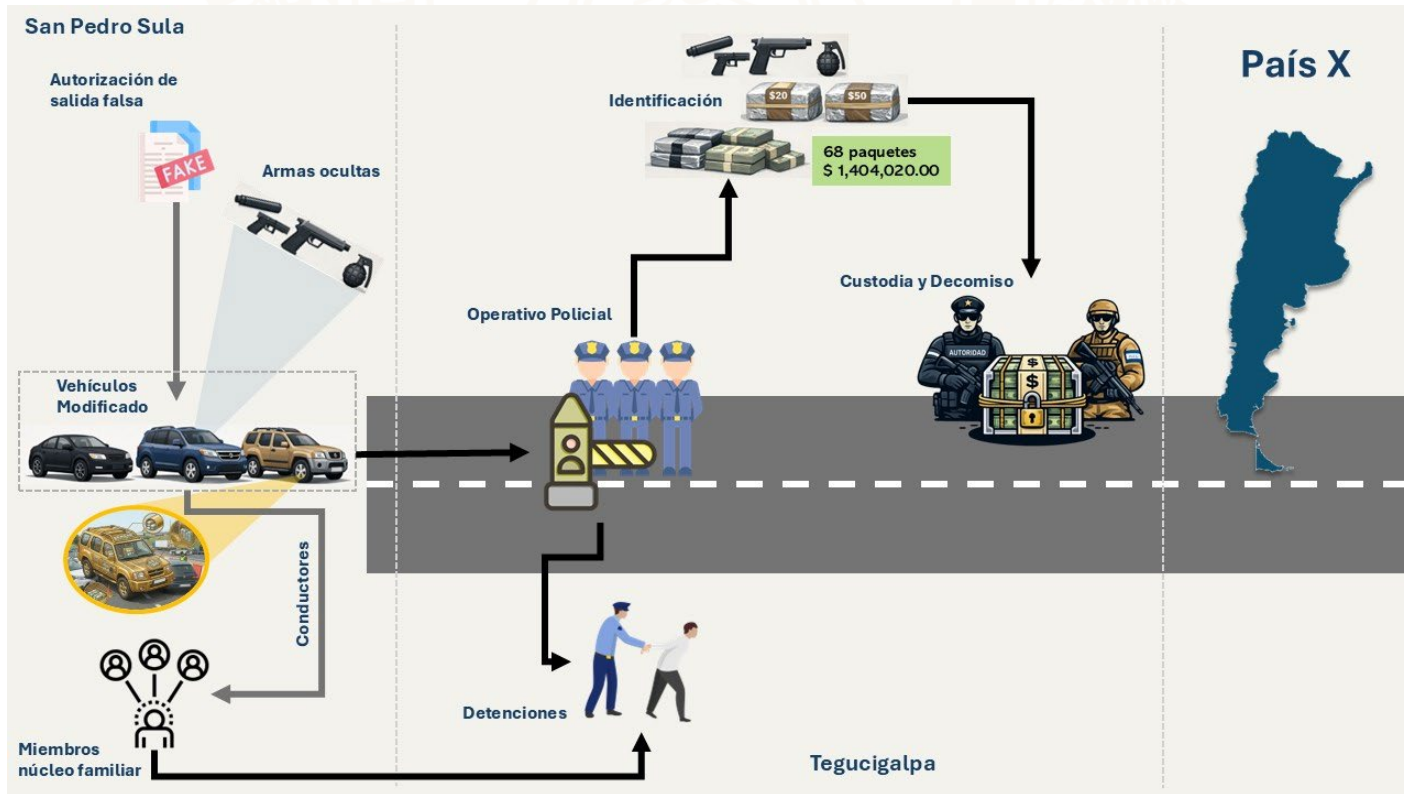 San Pedro Sula
Autorización de
salida falsa
FAKE
Armas ocultas
Vehículos
Modificado
Conductores
Miembros
núcleo familiar
Operativo Policial
Identificación
$20
$50
68 paquetes
$ 1,404,020.00
Custodia y Decomiso
AUTORIDAD
$
$
Detenciones
Tegucigalpa
País X